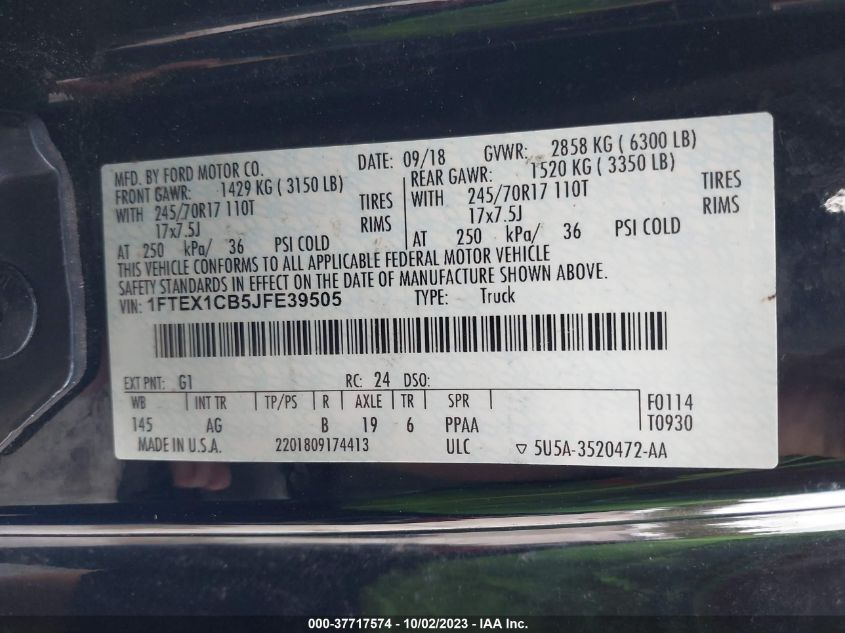 MFD. BY FORD MOTOR CO. DATE: 09/18 GVWR: 2858 KG ( 6300 LB)
FRONT GAWR: 1429 KG ( 3150 LB) REAR GAWR: 1520 KG ( 3350 LB)
WITH 245/70R17 110T TIRES WITH 245/70R17 110T TIRES
17x7.5J RIMS 17x7.5J RIMS
AT 250 kPa/ 36 PSI COLD AT 250 kPa/ 36 PSI COLD
THIS VEHICLE CONFORMS TO ALL APPLICABLE FEDERAL MOTOR VEHICLE
SAFETY STANDARDS IN EFFECT ON THE DATE OF MANUFACTURE SHOWN ABOVE.
VIN: 1FTEX1CB5JFE39505 TYPE: Truck
EXT PNT: G1 RC: 24 DSO:
WB INT TR TP/PS R AXLE TR SPR F0114
145 AG B 19 6 PPAA T0930
MADE IN U.S.A. 2201809174413 ULC ▽ 5U5A-3520472-AA
000-37717574 - 10/02/2023 - IAA Inc.